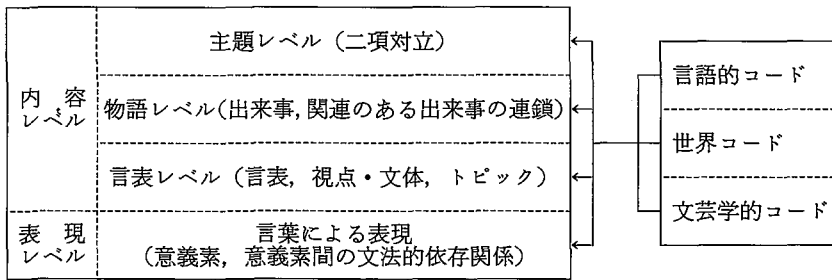 内 容
レベル
主題レベル (二項対立)
物語レベル(出来事, 関連のある出来事の連鎖)
言表レベル (言表, 視点・文体, トピック)
表 現
レベル
言葉による表現
(意義素, 意義素間の文法的依存関係)
言語的コード
世界コード
文芸学的コード